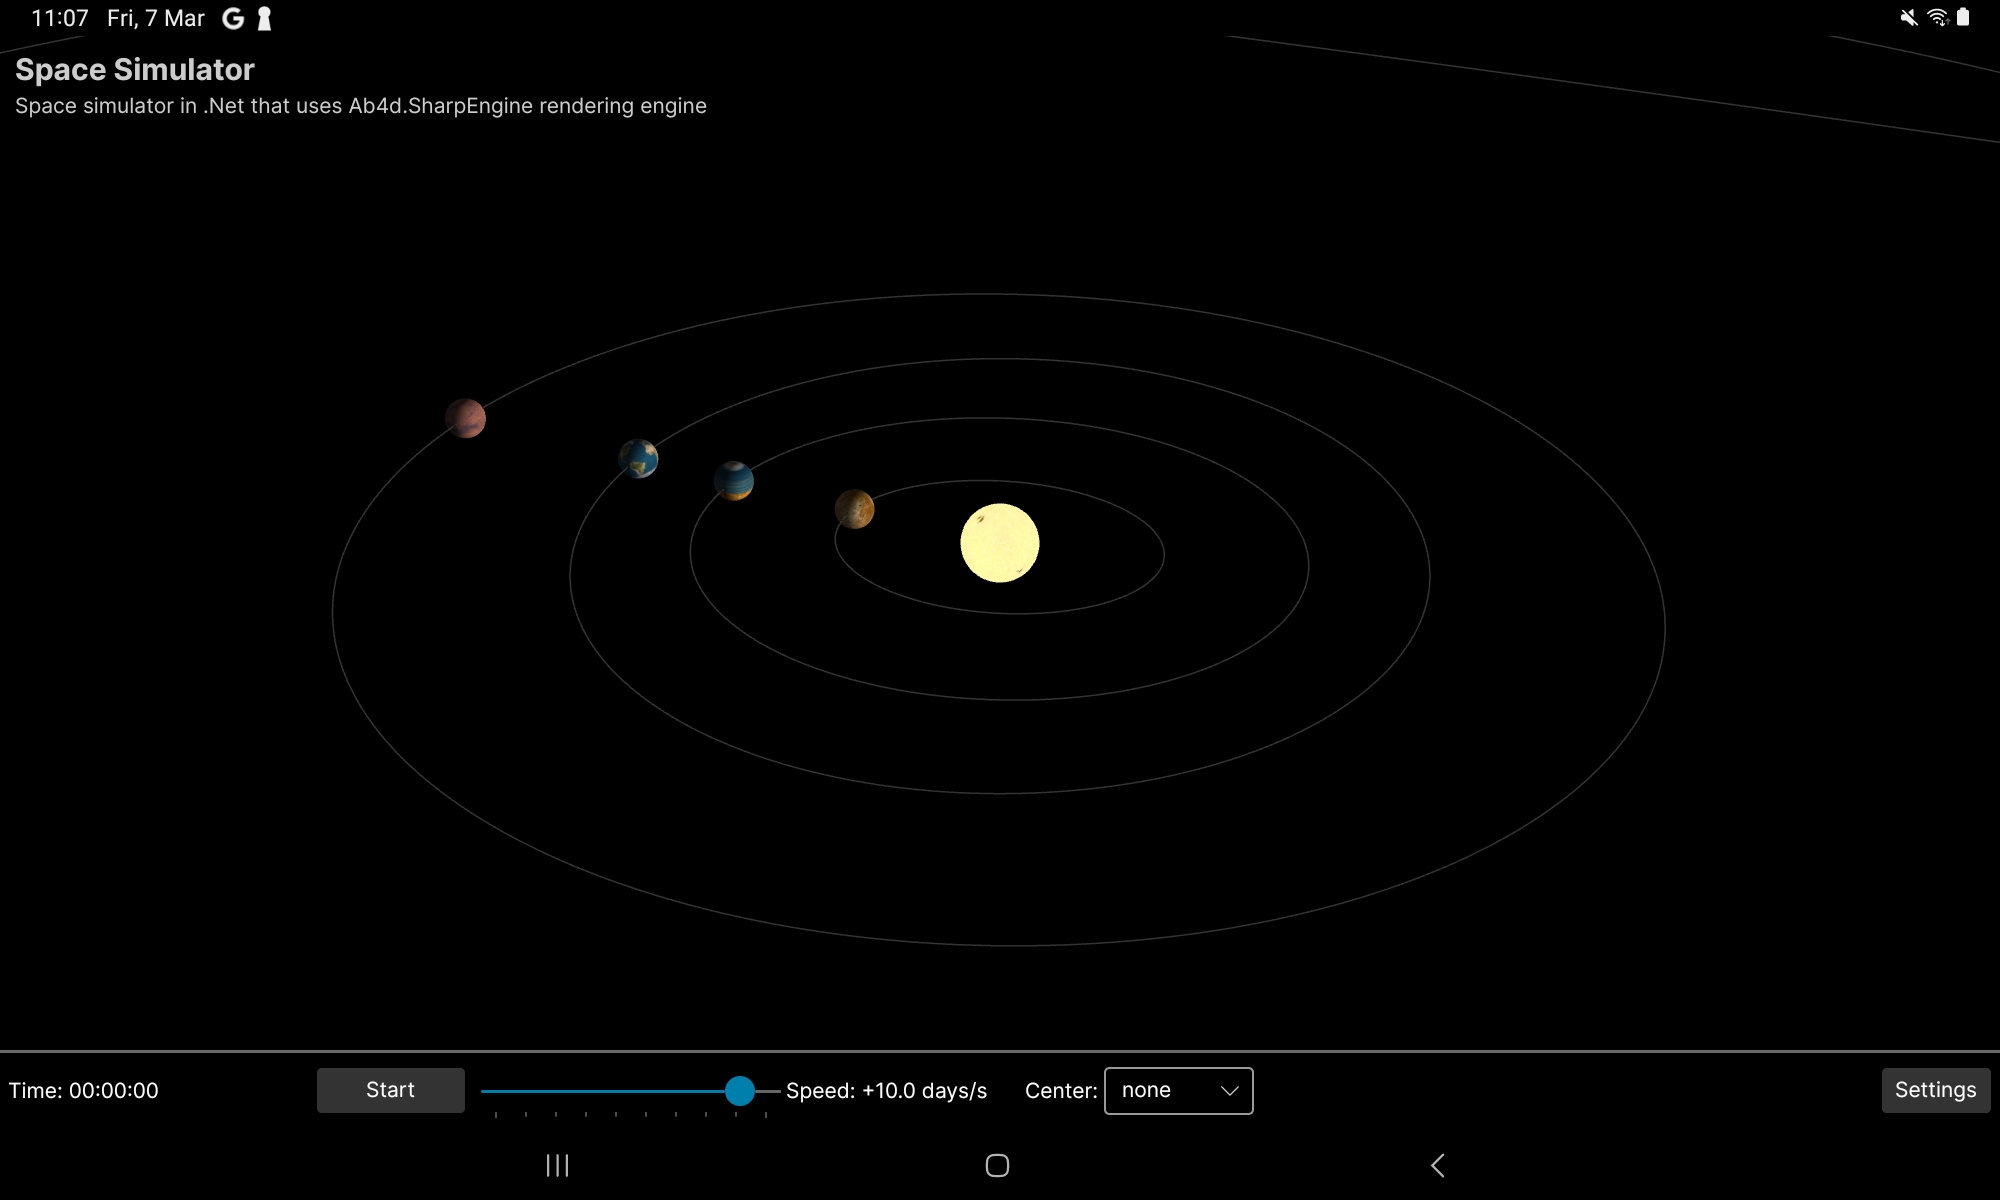 11:07 Fri, 7 Mar G
Space Simulator
Space simulator in .Net that uses Ab4d.SharpEngine rendering engine
Time: 00:00:00
Start
Speed: +10.0 days/s
Center:
none
Settings